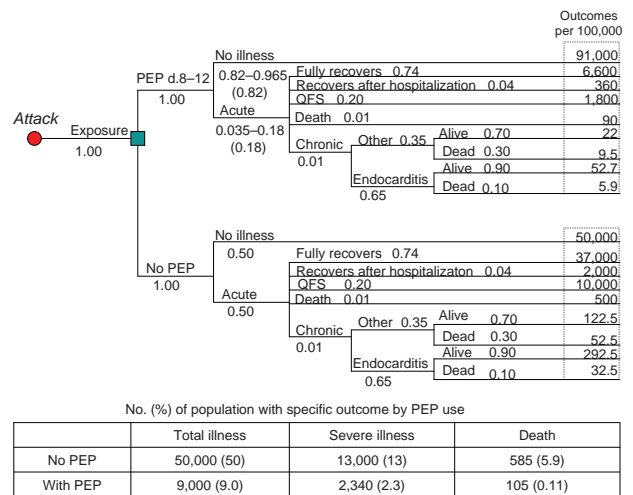 Outcomes
per 100,000
No illness 91,000
PEP d.8–12 0.82–0.965 Fully recovers 0.74 6,600
1.00 (0.82) Recovers after hospitalization 0.04 360
QFS 0.20 1,800
Acute Death 0.01 90
0.035–0.18
(0.18) Chronic Other 0.35 Alive 0.70 22
0.01 Dead 0.30 9.5
Endocarditis Alive 0.90 52.7
0.65 Dead 0.10 5.9
Attack
Exposure
1.00
No illness 50,000
0.50 Fully recovers 0.74 37,000
No PEP Recovers after hospitalizaton 0.04 2,000
1.00 QFS 0.20 10,000
Acute Death 0.01 500
0.50
Chronic Other 0.35 Alive 0.70 122.5
0.01 Dead 0.30 52.5
Endocarditis Alive 0.90 292.5
0.65 Dead 0.10 32.5
No. (%) of population with specific outcome by PEP use
Total illness Severe illness Death
No PEP 50,000 (50) 13,000 (13) 585 (5.9)
With PEP 9,000 (9.0) 2,340 (2.3) 105 (0.11)